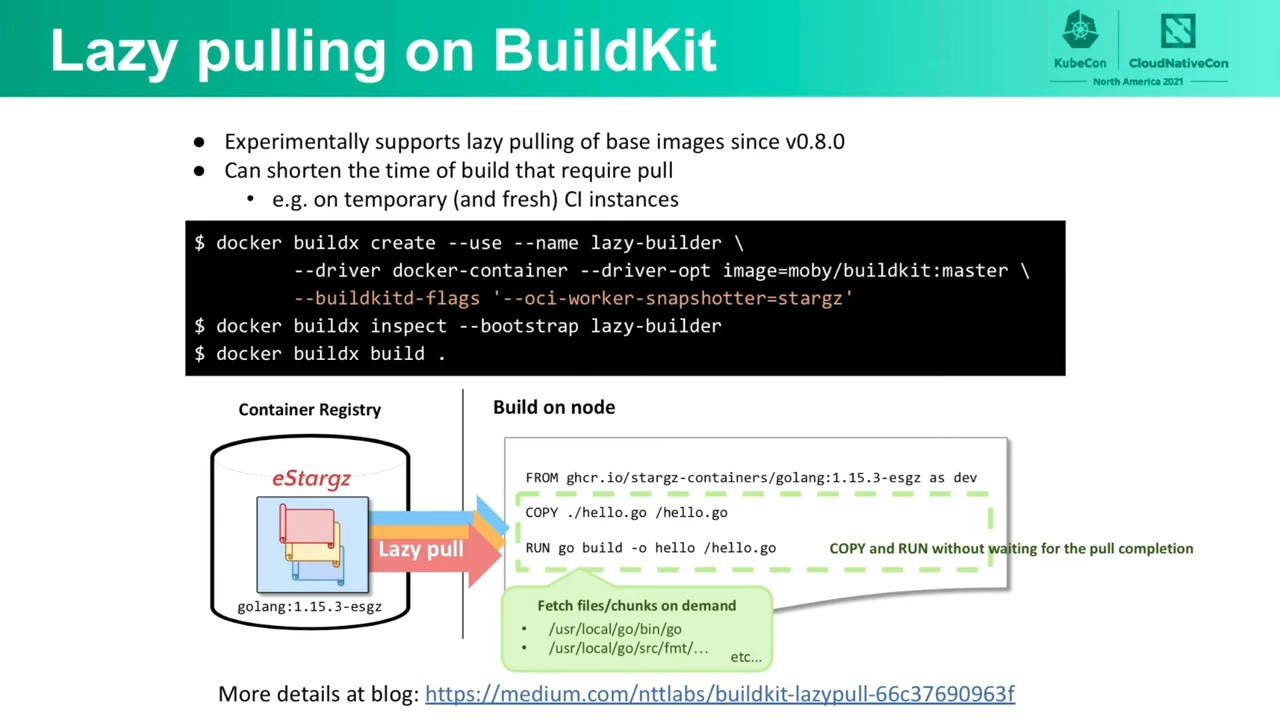 Lazy pulling on BuildKit
KubeCon
CloudNativeCon
North America 2021
● Experimentally supports lazy pulling of base images since v0.8.0
● Can shorten the time of build that require pull
• e.g. on temporary (and fresh) CI instances
$ docker buildx create --use --name lazy-builder \
--driver docker-container --driver-opt image=moby/buildkit:master \
--buildkitd-flags '--oci-worker-snapshotter=stargz'
$ docker buildx inspect --bootstrap lazy-builder
$ docker buildx build .
Container Registry
eStargz
Lazy pull
golang:1.15.3-esgz
Build on node
FROM ghcr.io/stargz-containers/golang:1.15.3-esgz as dev
COPY ./hello.go /hello.go
RUN go build -o hello /hello.go
COPY and RUN without waiting for the pull completion
Fetch files/chunks on demand
• /usr/local/go/bin/go
• /usr/local/go/src/fmt/…
etc…
More details at blog: https://medium.com/nttlabs/buildkit-lazypull-66c37690963f